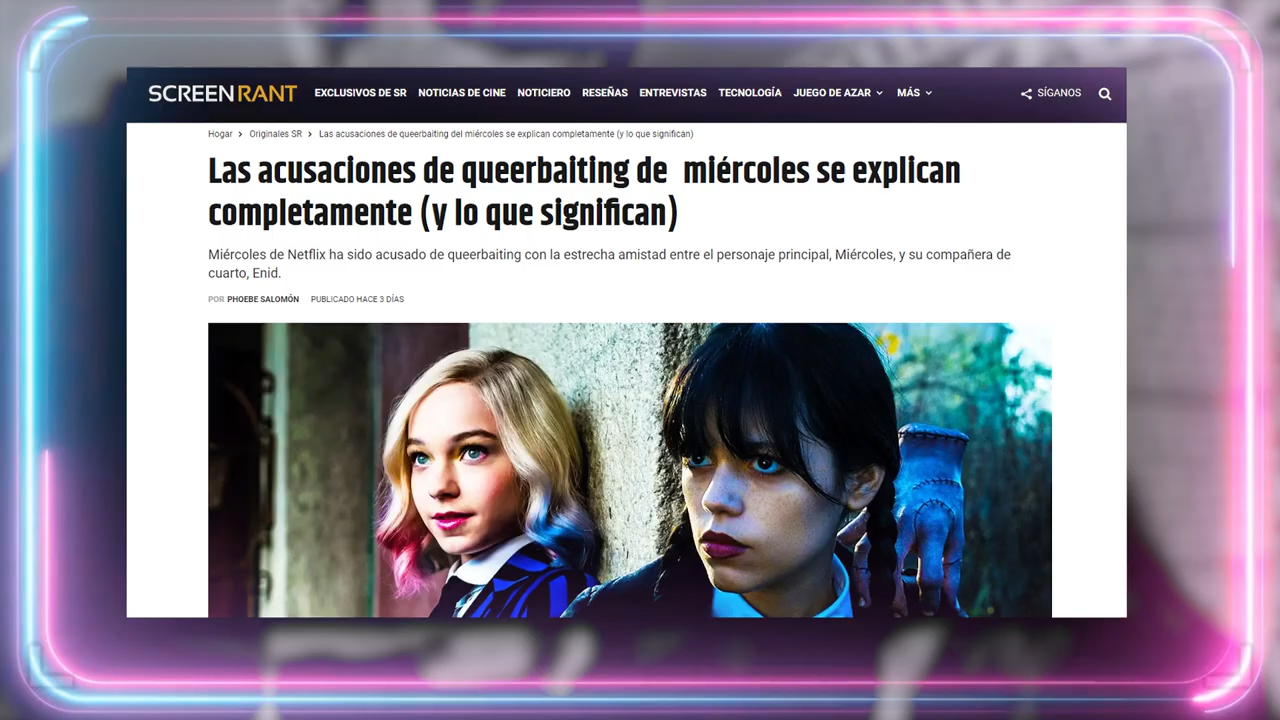 SCREENRANT EXCLUSIVOS DE SR NOTICIAS DE CINE NOTICIERO RESEÑAS ENTREVISTAS TECNOLOGÍA JUEGO DE AZAR MÁS SÍGANOS
Hogar > Originales SR > Las acusaciones de queerbaiting del miércoles se explican completamente (y lo que significan)
Las acusaciones de queerbaiting de miércoles se explican
completamente (y lo que significan)
Miércoles de Netflix ha sido acusado de queerbaiting con la estrecha amistad entre el personaje principal, Miércoles, y su compañera de
cuarto, Enid.
POR PHOEBE SALOMÓN PUBLICADO HACE 3 DÍAS